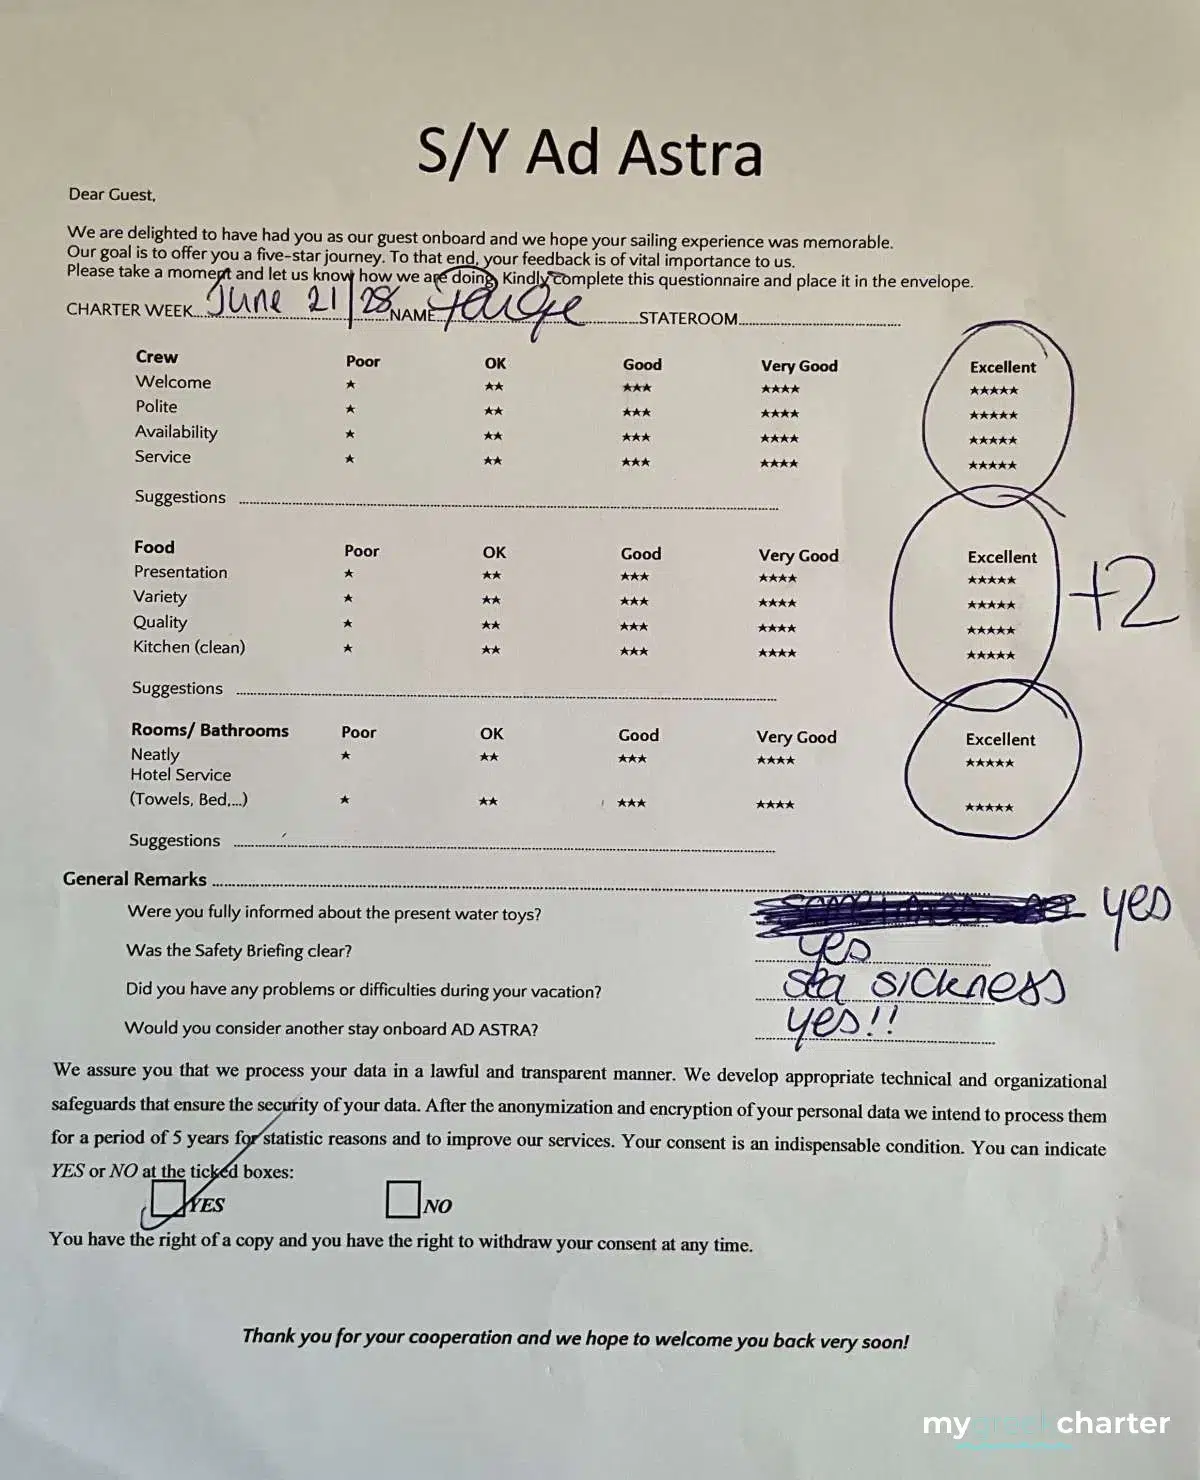 S/Y Ad Astra
Dear Guest,
We are delighted to have had you as our guest onboard and we hope your sailing experience was memorable.
Our goal is to offer you a five-star journey. To that end, your feedback is of vital importance to us.
Please take a moment and let us know how we are doing. Kindly complete this questionnaire and place it in the envelope.
CHARTER WEEK June 21/28 NAME STATEROOM
Crew Poor OK Good Very Good Excellent
Welcome ★ ★★ ★★★ ★★★★ ★★★★★
Polite ★ ★★ ★★★ ★★★★ ★★★★★
Availability ★ ★★ ★★★ ★★★★ ★★★★★
Service ★ ★★ ★★★ ★★★★ ★★★★★
Suggestions
Food Poor OK Good Very Good Excellent
Presentation ★ ★★ ★★★ ★★★★ ★★★★★
Variety ★ ★★ ★★★ ★★★★ ★★★★★ +2
Quality ★ ★★ ★★★ ★★★★ ★★★★★
Kitchen (clean) ★ ★★ ★★★ ★★★★ ★★★★★
Suggestions
Rooms/ Bathrooms Poor OK Good Very Good Excellent
Neatly ★ ★★ ★★★ ★★★★ ★★★★★
Hotel Service
(Towels, Bed,...) ★ ★★ ★★★ ★★★★ ★★★★★
Suggestions
General Remarks
Were you fully informed about the present water toys? yes
Was the Safety Briefing clear? yes
Did you have any problems or difficulties during your vacation? sea sickness
Would you consider another stay onboard AD ASTRA? yes!!
We assure you that we process your data in a lawful and transparent manner. We develop appropriate technical and organizational
safeguards that ensure the security of your data. After the anonymization and encryption of your personal data we intend to process them
for a period of 5 years for statistic reasons and to improve our services. Your consent is an indispensable condition. You can indicate
YES or NO at the ticked boxes:
YES NO
You have the right of a copy and you have the right to withdraw your consent at any time.
Thank you for your cooperation and we hope to welcome you back very soon!
mygreekcharter